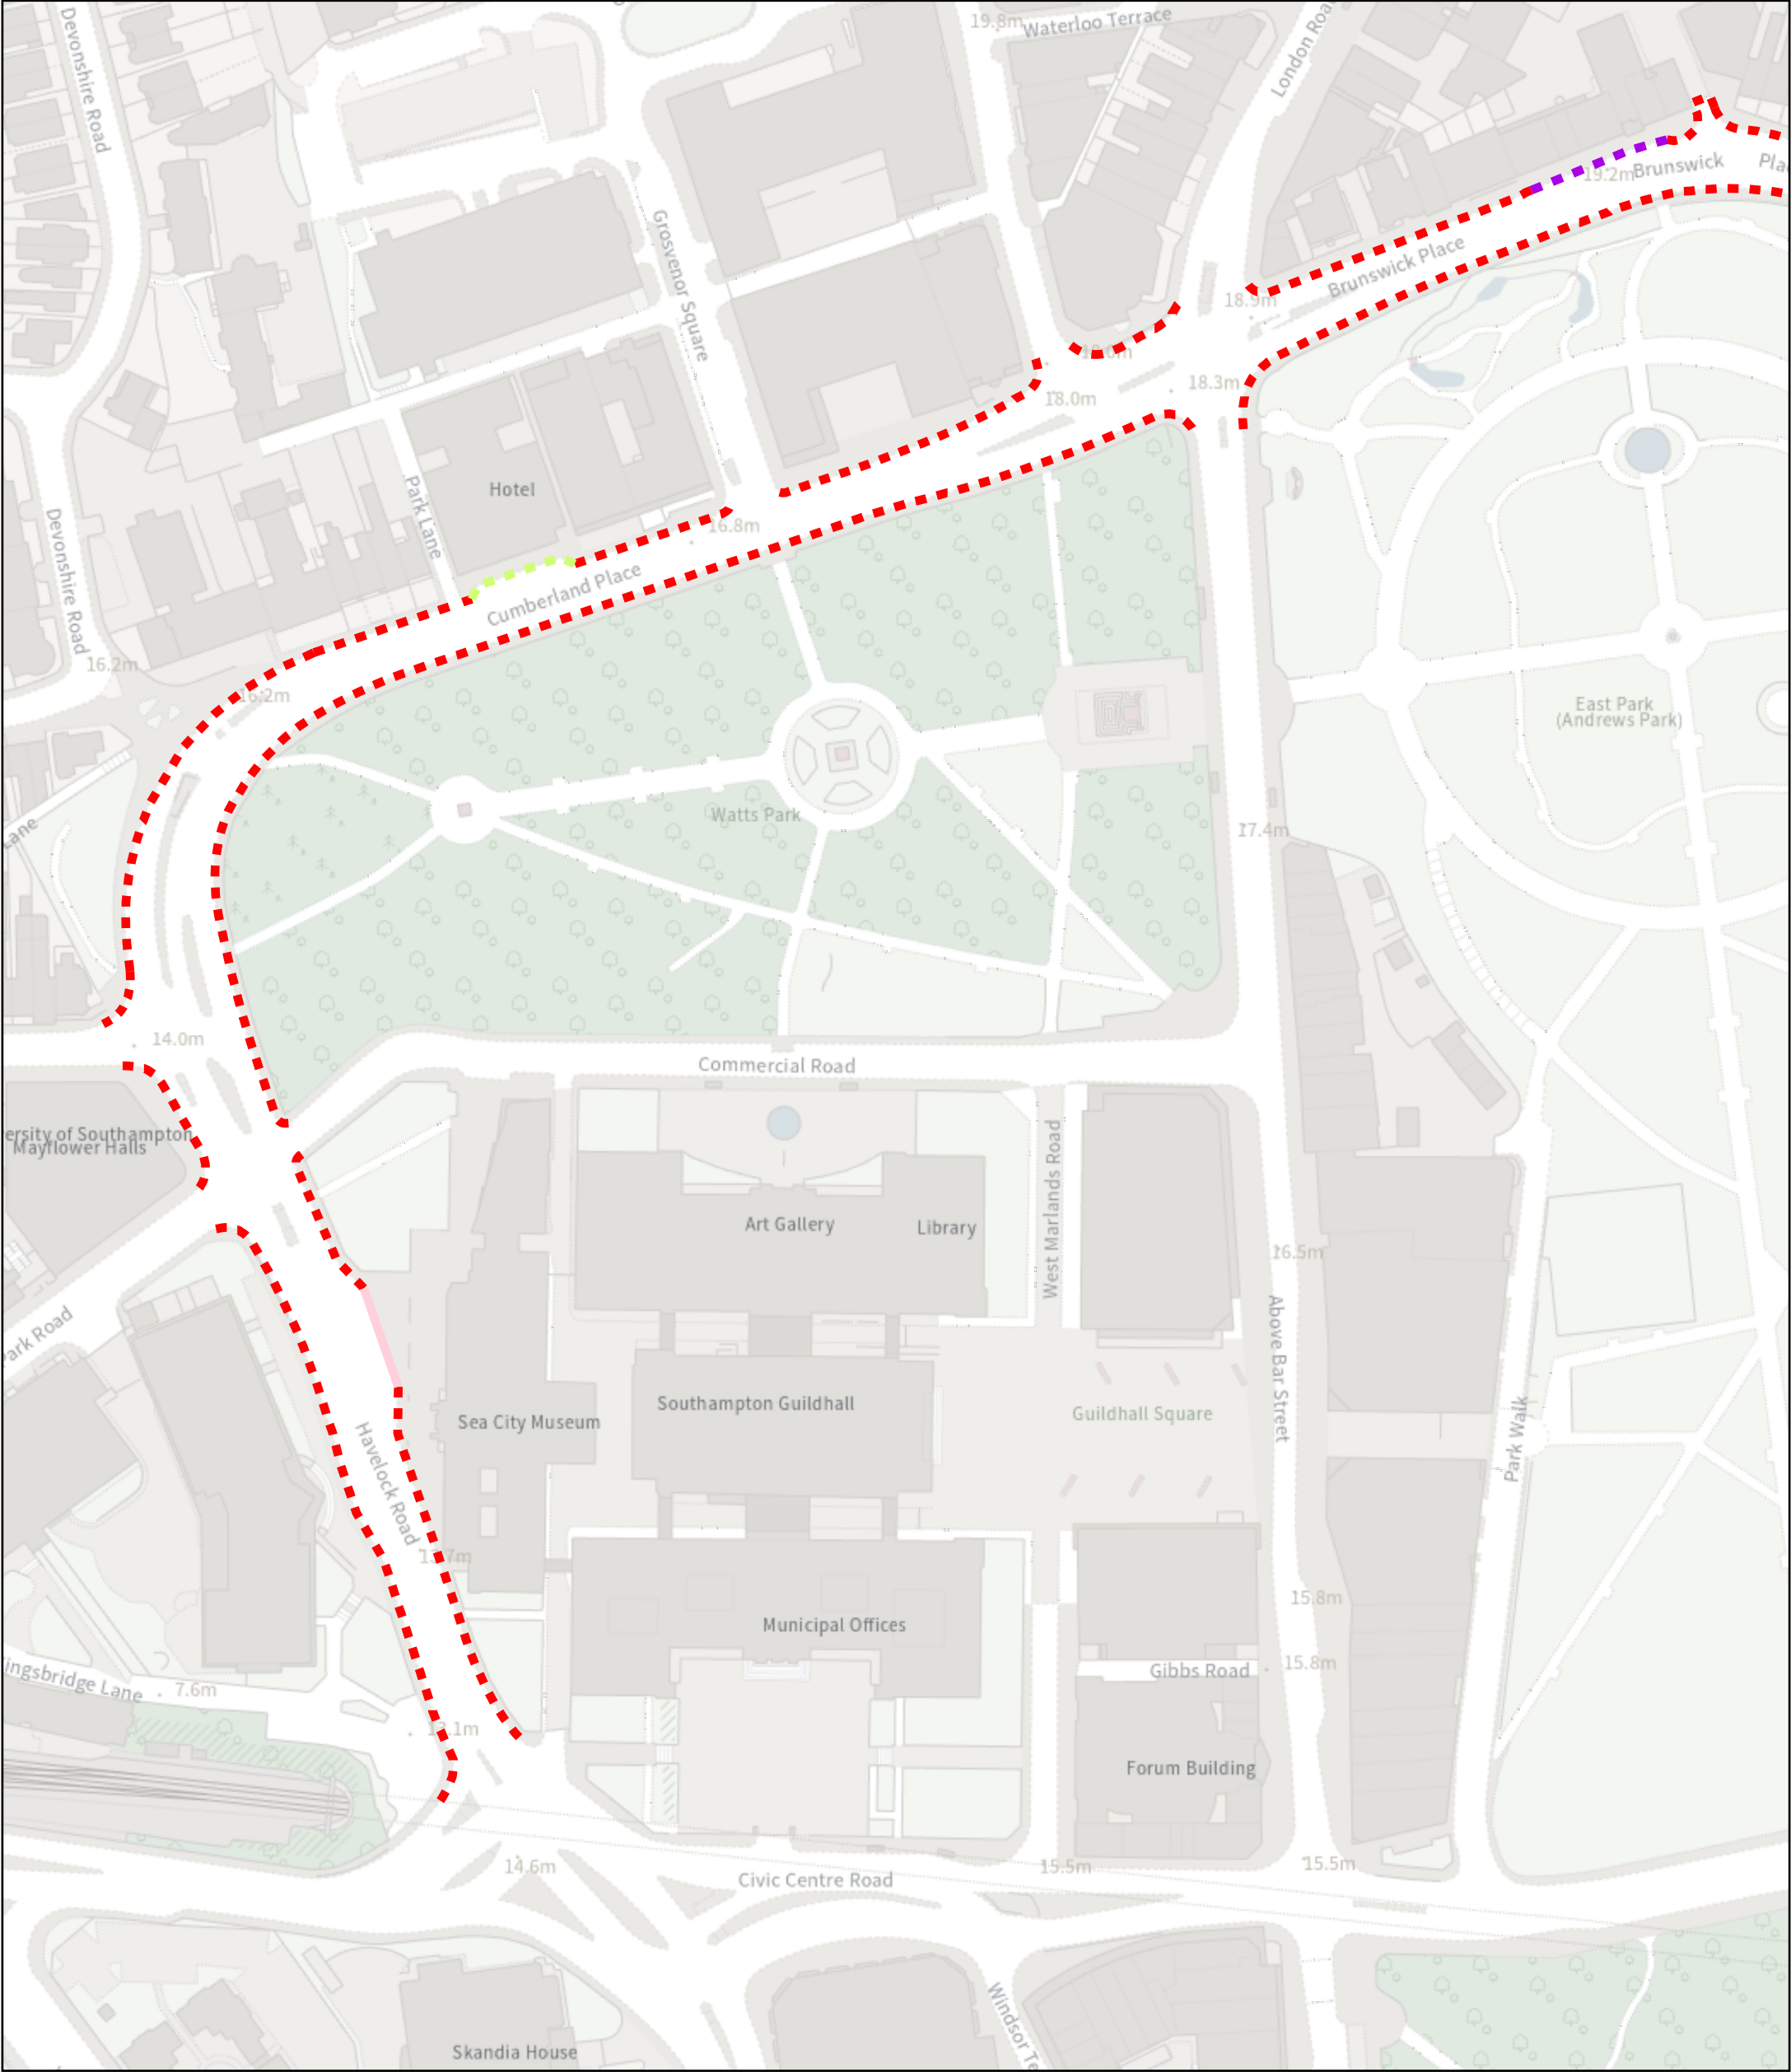 Devonshire Road
19.8m
Waterloo Terrace
London Road
Brunswick
19.2m
Grosvenor Square
Brunswick Place
18.9m
18.3m
18.0m
Hotel
Park Lane
16.8m
Devonshire Road
Cumberland Place
16.2m
16.2m
East Park
(Andrews Park)
Watts Park
17.4m
Lane
14.0m
Commercial Road
ersity of Southampton
Mayflower Halls
West Marlands Road
Art Gallery
Library
16.5m
Park Road
Above Bar Street
Southampton Guildhall
Guildhall Square
Sea City Museum
Park Walk
Havelock Road
13.7m
15.8m
Municipal Offices
15.8m
Gibbs Road
ingsbridge Lane
7.6m
13.1m
Forum Building
14.6m
15.5m
15.5m
Civic Centre Road
Windsor Te
Skandia House